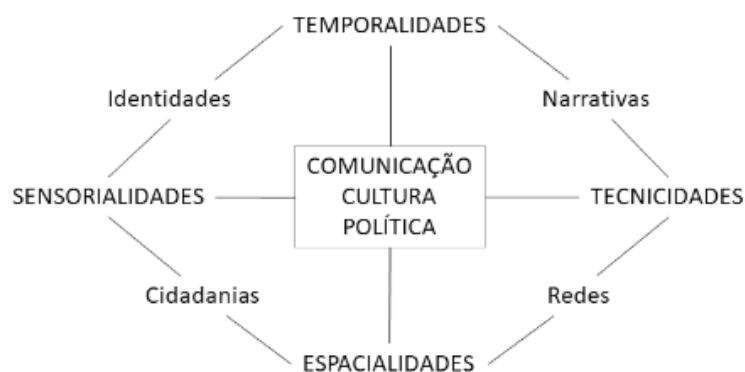 TEMPORALIDADES
Identidades
Narrativas
COMUNICAÇÃO
CULTURA
POLÍTICA
SENSORIALIDADES
TECNICIDADES
Cidadanias
Redes
ESPACIALIDADES